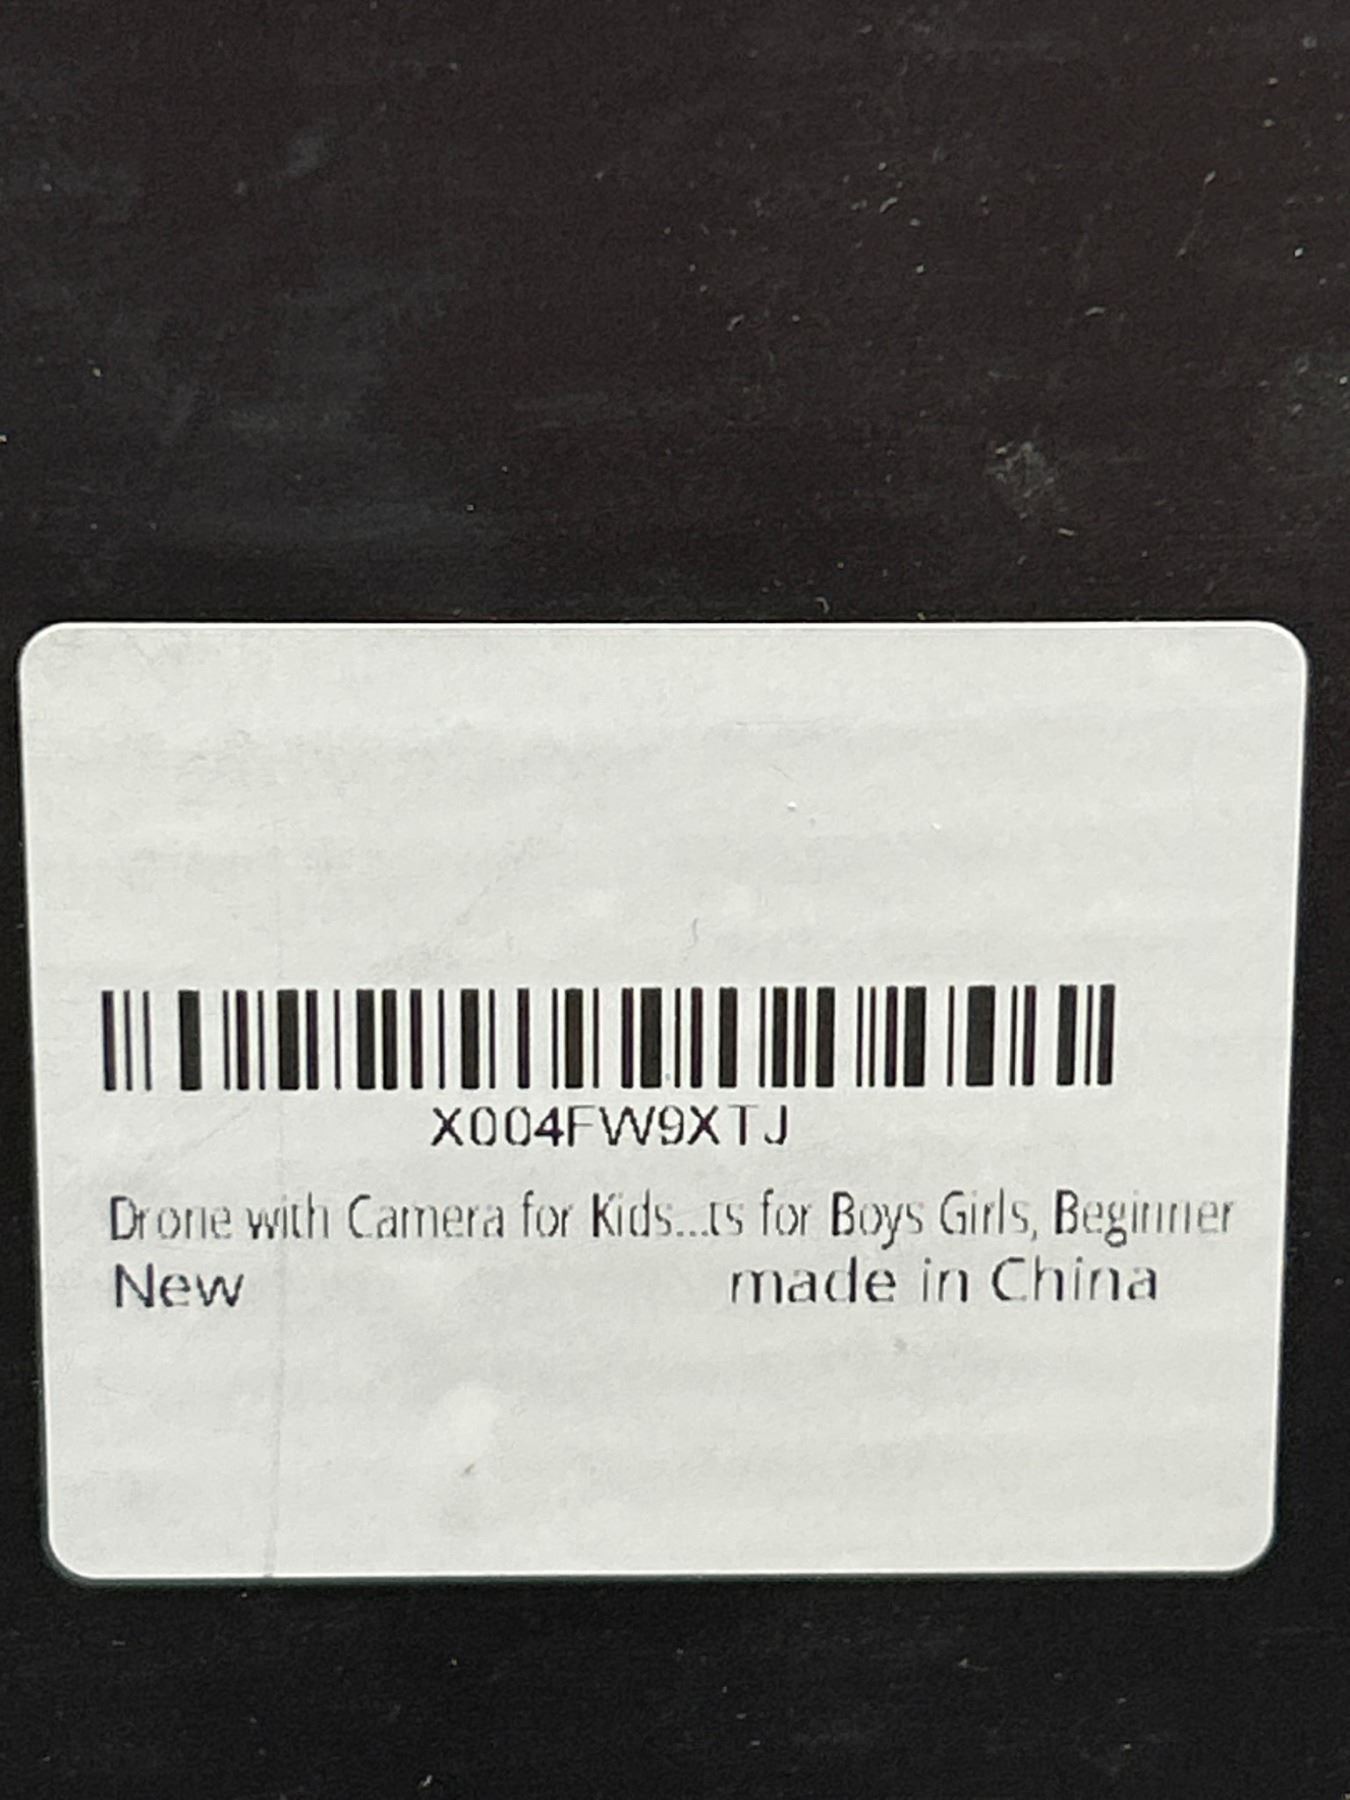 X004FW9XTJ
Drone with Camera for Kids...ts for Boys Girls, Beginner
New made in China